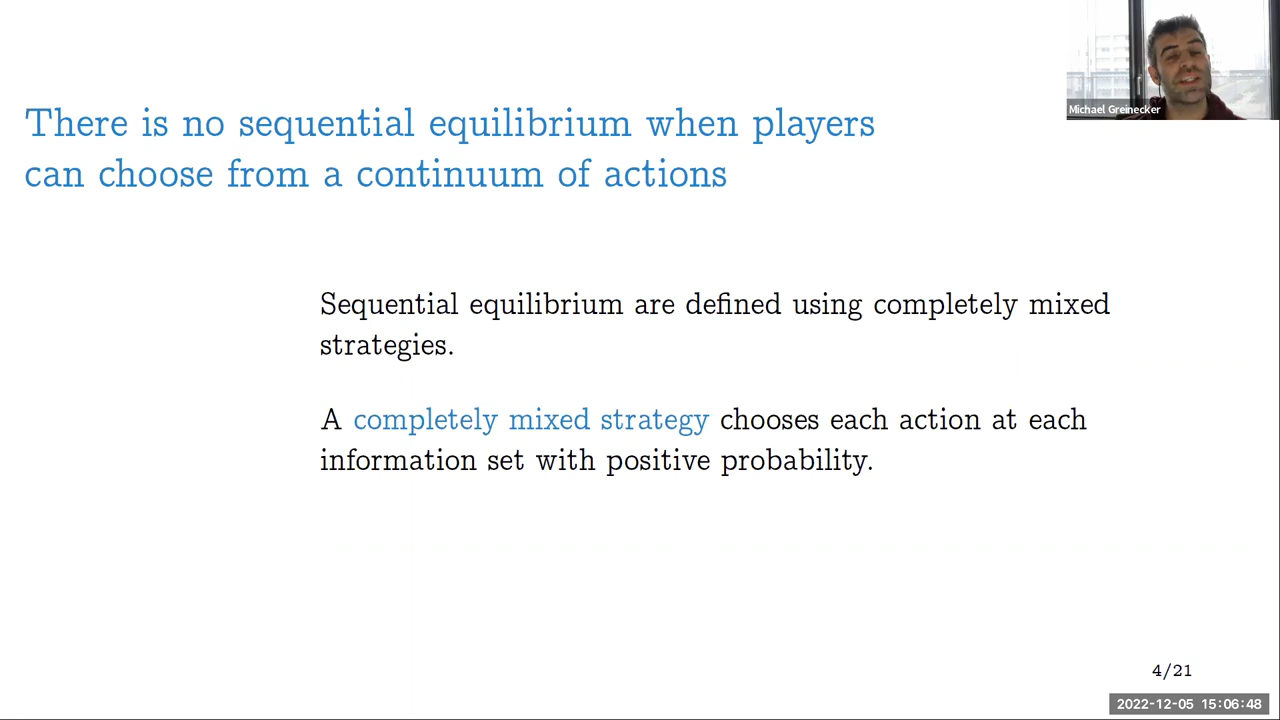 Michael Greinecker
There is no sequential equilibrium when players
can choose from a continuum of actions
Sequential equilibrium are defined using completely mixed
strategies.
A completely mixed strategy chooses each action at each
information set with positive probability.
4/21
2022-12-05 15:06:48